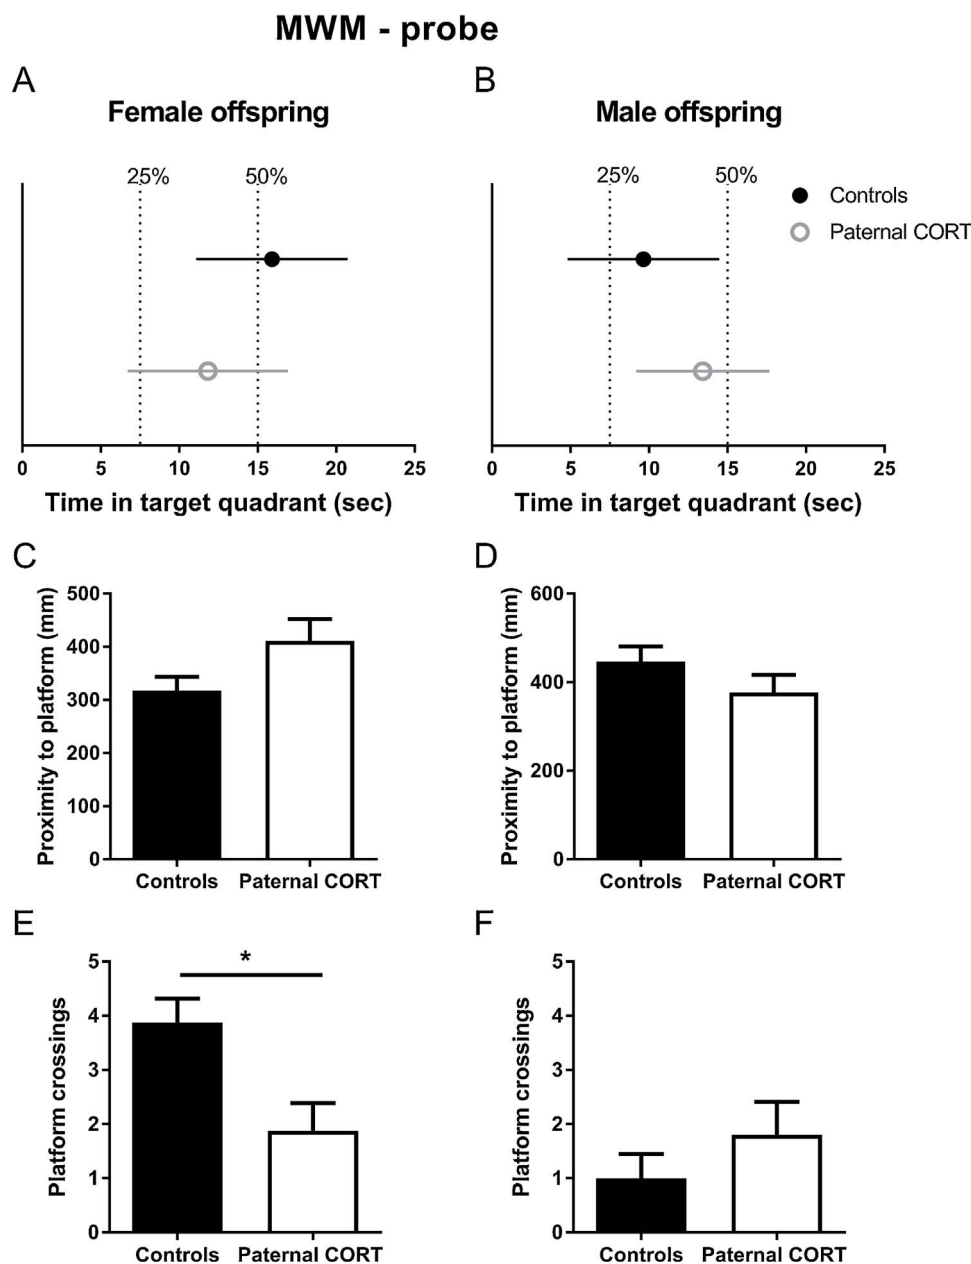 MWM - probe
A
Female offspring
25%
50%
0 5 10 15 20 25
Time in target quadrant (sec)
B
Male offspring
25%
50%
0 5 10 15 20 25
Time in target quadrant (sec)
Controls
Paternal CORT
C
Proximity to platform (mm)
500
400
300
200
100
0
Controls Paternal CORT
D
Proximity to platform (mm)
600
400
200
0
Controls Paternal CORT
E
Platform crossings
5
4
3
2
1
0
*
Controls Paternal CORT
F
Platform crossings
5
4
3
2
1
0
Controls Paternal CORT